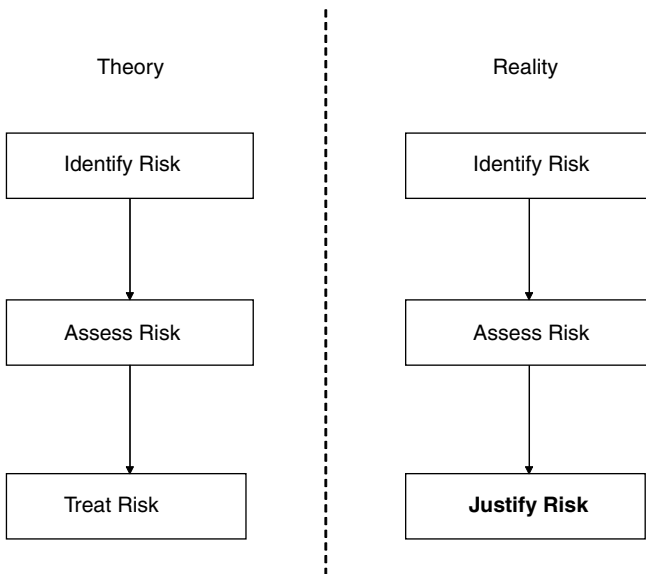 Theory
Reality
Identify Risk
Identify Risk
Assess Risk
Assess Risk
Treat Risk
Justify Risk